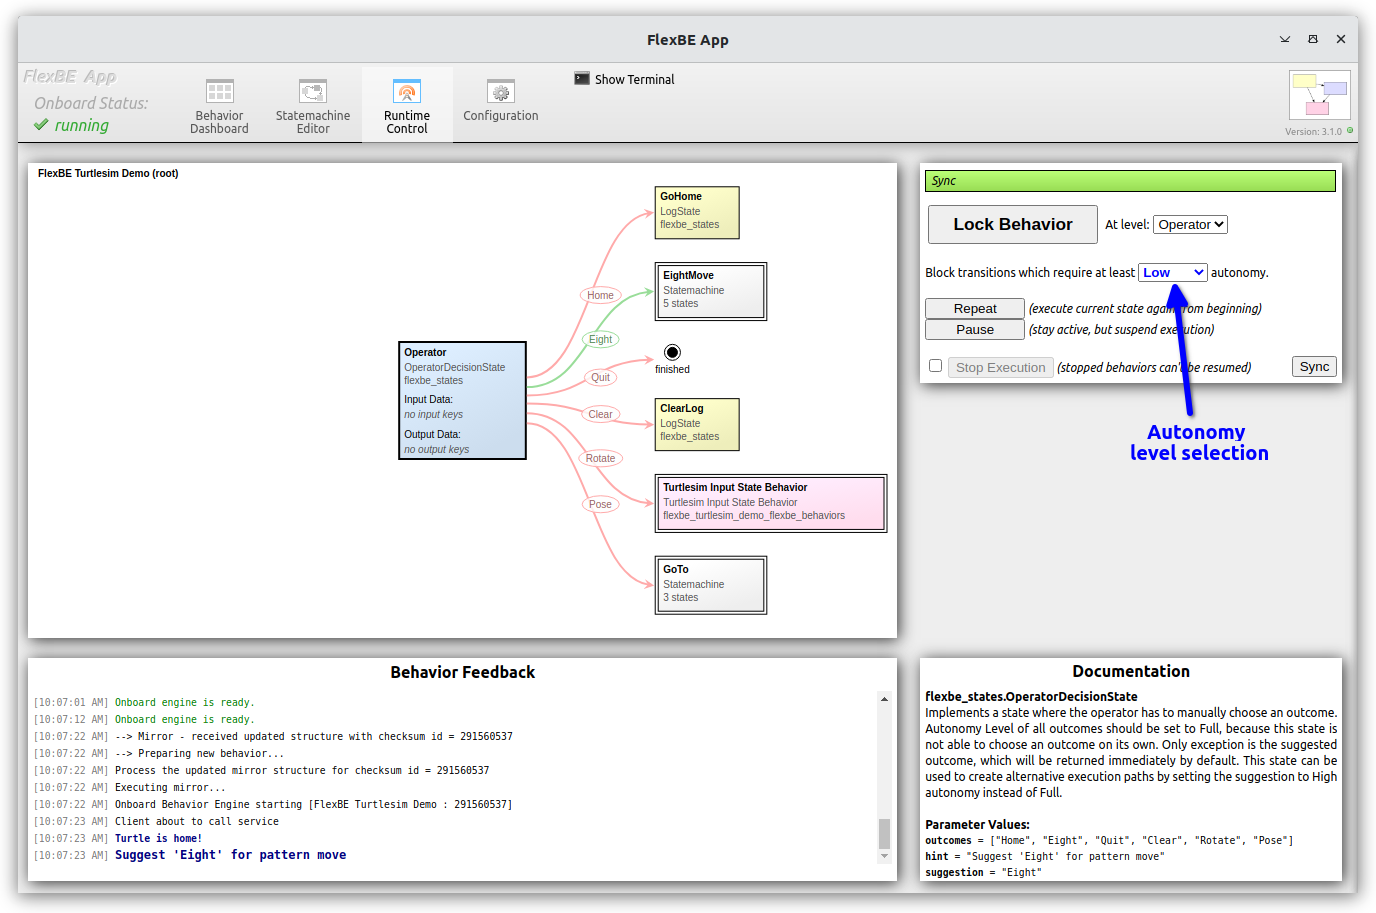 FlexBE App
FlexBE App
Onboard Status:
running
Behavior
Dashboard
Statemachine
Editor
Runtime
Control
Configuration
Show Terminal
Version: 3.1.0
FlexBE Turtlesim Demo (root)
Operator
OperatorDecisionState
flexbe_states
Input Data:
no input keys
Output Data:
no output keys
Home
Eight
Quit
Clear
Rotate
Pose
GoHome
LogState
flexbe_states
EightMove
Statemachine
5 states
finished
ClearLog
LogState
flexbe_states
Turtlesim Input State Behavior
Turtlesim Input State Behavior
flexbe_turtlesim_demo_flexbe_behaviors
GoTo
Statemachine
3 states
Sync
Lock Behavior At level: Operator
Block transitions which require at least Low autonomy.
Repeat (execute current state again from beginning)
Pause (stay active, but suspend execution)
Stop Execution (stopped behaviors can't be resumed) Sync
Autonomy
level selection
Behavior Feedback
[10:07:01 AM] Onboard engine is ready.
[10:07:12 AM] Onboard engine is ready.
[10:07:22 AM] --> Mirror - received updated structure with checksum id = 291560537
[10:07:22 AM] --> Preparing new behavior...
[10:07:22 AM] Process the updated mirror structure for checksum id = 291560537
[10:07:22 AM] Executing mirror...
[10:07:22 AM] Onboard Behavior Engine starting [FlexBE Turtlesim Demo : 291560537]
[10:07:23 AM] Client about to call service
[10:07:23 AM] Turtle is home!
[10:07:23 AM] Suggest 'Eight' for pattern move
Documentation
flexbe_states.OperatorDecisionState
Implements a state where the operator has to manually choose an outcome.
Autonomy Level of all outcomes should be set to Full, because this state is
not able to choose an outcome on its own. Only exception is the suggested
outcome, which will be returned immediately by default. This state can be
used to create alternative execution paths by setting the suggestion to High
autonomy instead of Full.
Parameter Values:
outcomes = ["Home", "Eight", "Quit", "Clear", "Rotate", "Pose"]
hint = "Suggest 'Eight' for pattern move"
suggestion = "Eight"